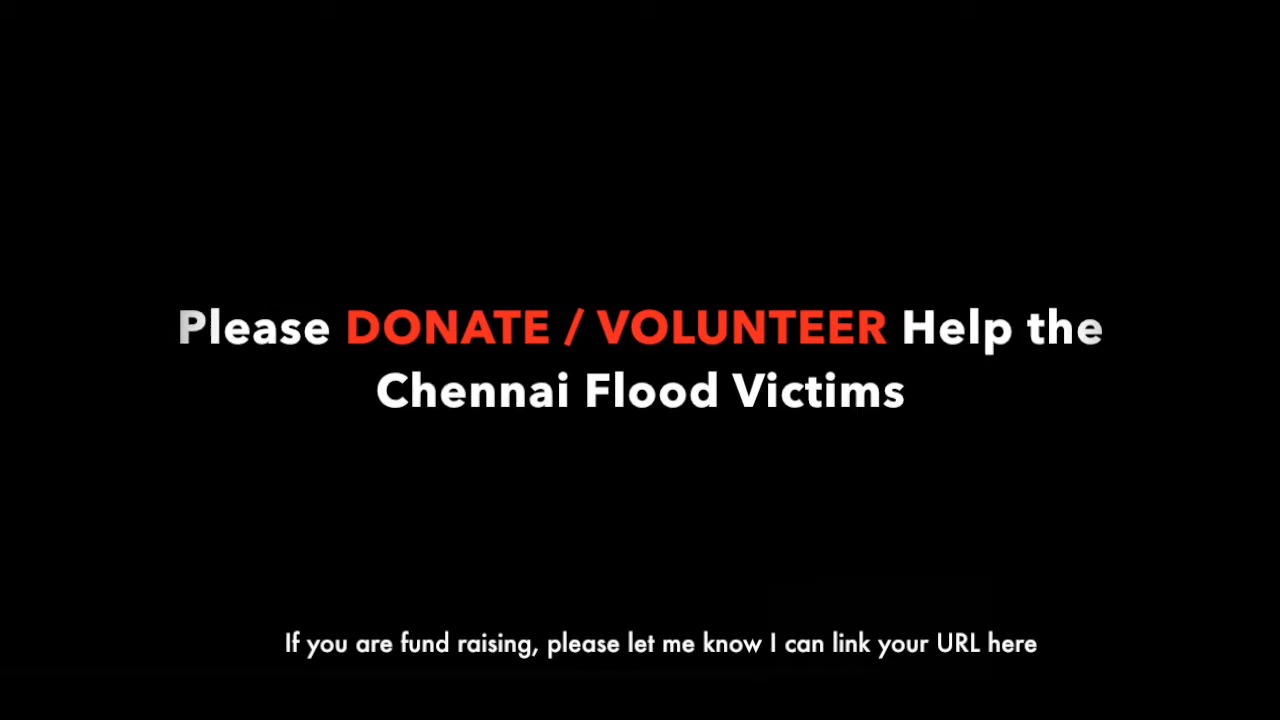 Please DONATE / VOLUNTEER Help the
Chennai Flood Victims
If you are fund raising, please let me know I can link your URL here